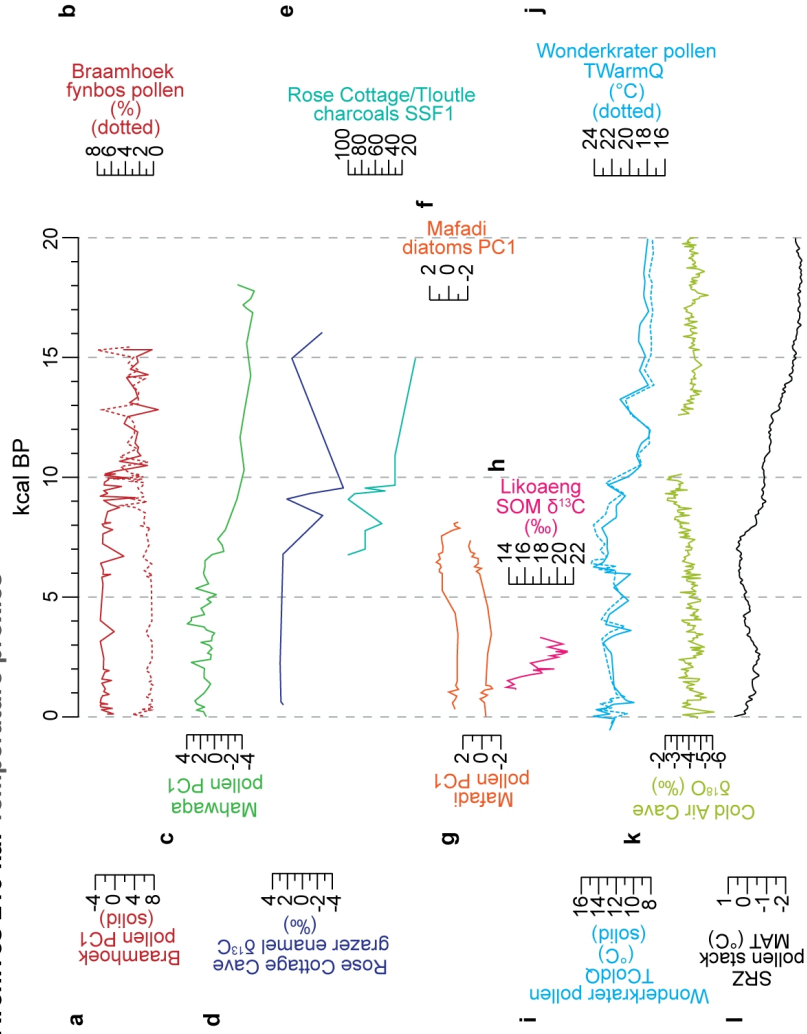 b
Braamhoek
fynbos pollen
(%)
(dotted)
8
6
4
2
0
e
Rose Cottage/Tloutle
charcoals SSF1
100
80
60
40
20
j
Wonderkrater pollen
TWarmQ
(°C)
(dotted)
24
22
20
18
16
f
Mafadi
diatoms PC1
2
0
-2
kcal BP
20
15
10
5
0
h
Likoaeng
SOM δ¹³C
(‰)
14
16
18
20
22
4
2
0
-2
-4
Mahwaqa
pollen PC1
c
2
0
-2
Mafadi
pollen PC1
g
-2
-3
-4
-5
-6
Cold Air Cave
δ¹⁸O (‰)
k
-4
0
4
8
Braamhoek
pollen PC1
(solid)
a
4
2
0
-2
-4
Rose Cottage Cave
grazer enamel δ¹³C
(‰)
d
16
14
12
10
8
Wonderkrater pollen
TColdQ
(°C)
(solid)
i
1
0
-1
-2
SRZ
pollen stack
MAT (°C)
l